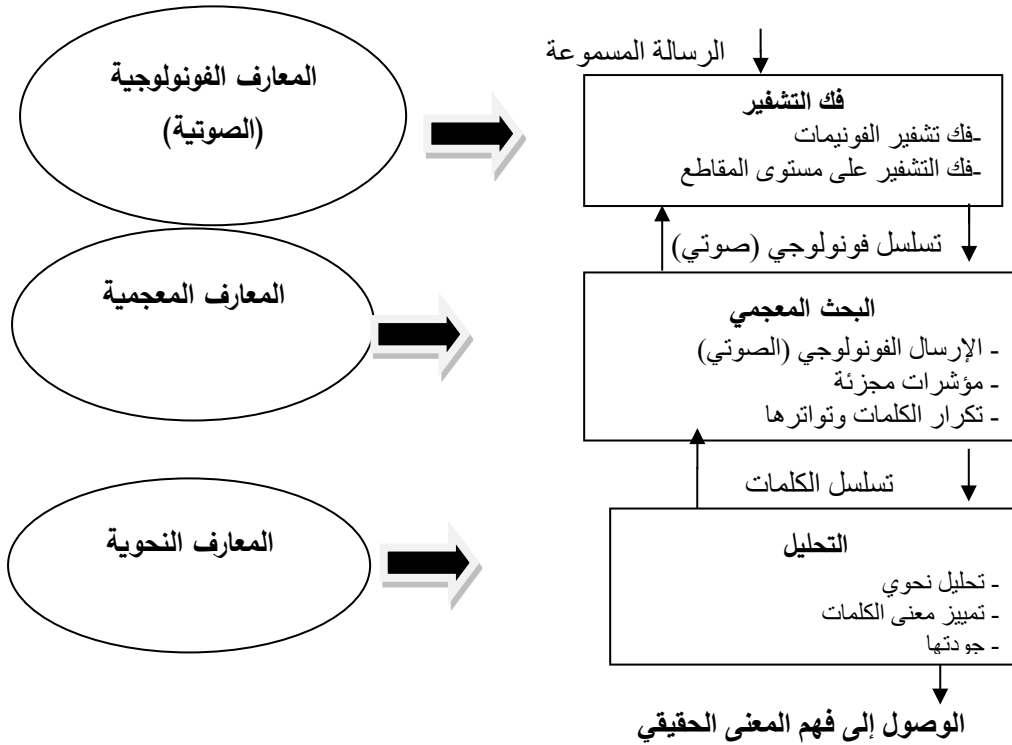 الرسالة المسموعة
المعارف الفونولوجية
(الصوتية)
فك التشفير
-فك تشفير الفونيمات
-فك التشفير على مستوى المقاطع
تسلسل فونولوجي (صوتي)
المعارف المعجمية
البحث المعجمي
- الإرسال الفونولوجي (الصوتي)
- مؤشرات مجزئة
- تكرار الكلمات وتواترها
تسلسل الكلمات
المعارف النحوية
التحليل
- تحليل نحوي
- تمييز معنى الكلمات
- جودتها
الوصول إلى فهم المعنى الحقيقي